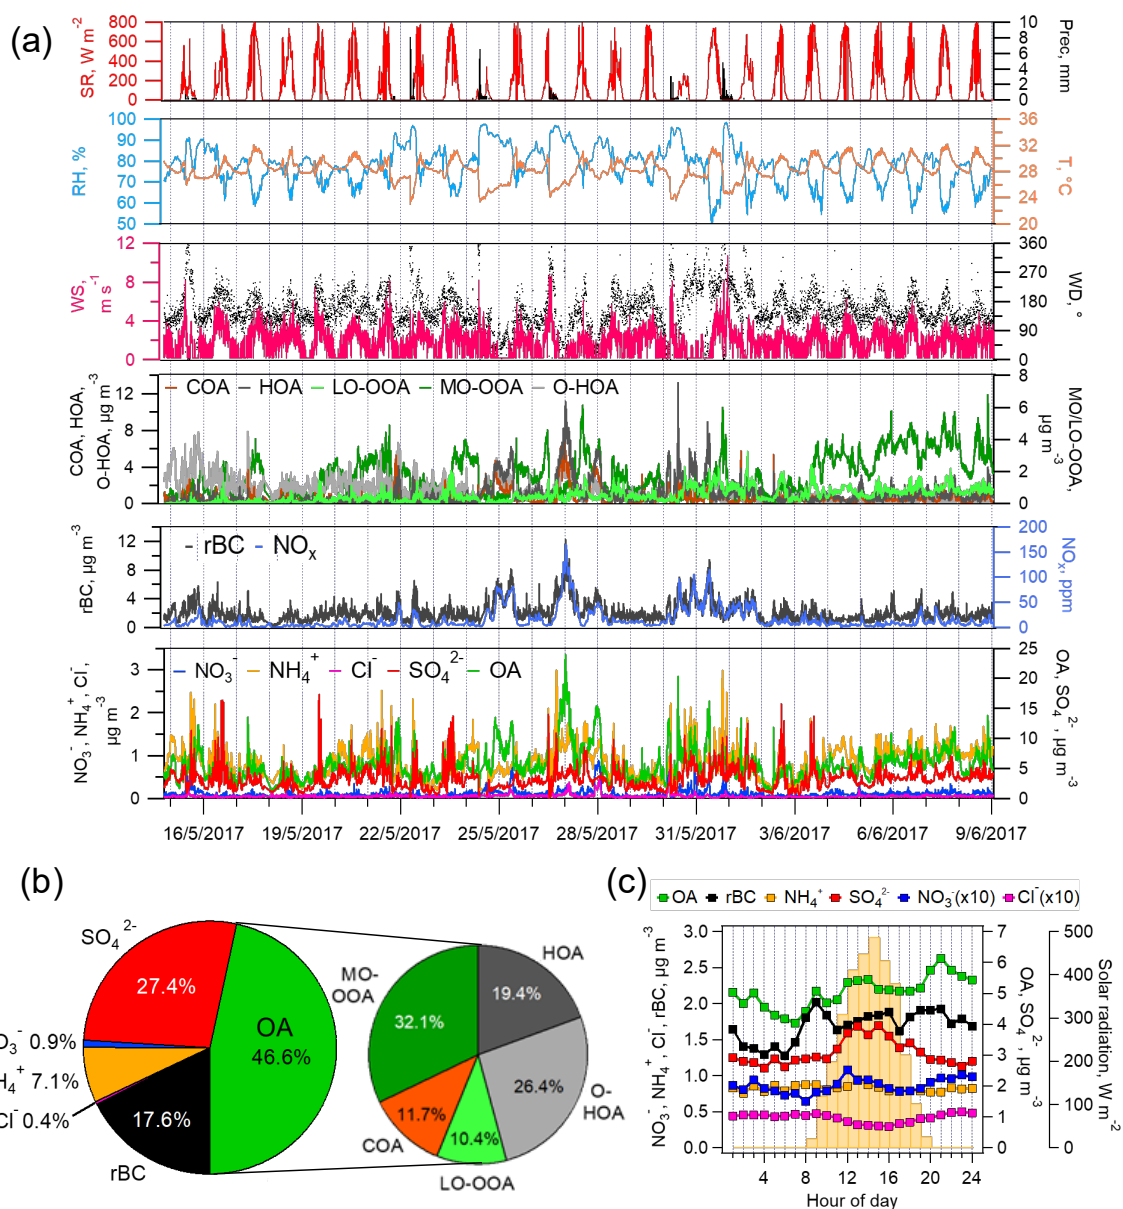 (a)
SR, W m-2
800
600
400
200
0
10
8
6
4
2
0
Prec, mm
RH, %
100
90
80
70
60
50
36
32
28
24
20
T, °C
WS, m s-1
12
8
4
0
360
270
180
90
0
WD, °
COA, HOA, O-HOA, µg m-3
12
8
4
0
COA HOA LO-OOA MO-OOA O-HOA
8
6
4
2
0
MO/LO-OOA, µg m-3
rBC, µg m-3
12
8
4
0
rBC NOx
200
150
100
50
0
NOx, ppm
NO3-, NH4+, Cl-, µg m-3
3
2
1
0
NO3- NH4+ Cl- SO42- OA
25
20
15
10
5
0
OA, SO42-, µg m-3
16/5/2017 19/5/2017 22/5/2017 25/5/2017 28/5/2017 31/5/2017 3/6/2017 6/6/2017 9/6/2017
(b)
SO42-
27.4%
OA
46.6%
O3- 0.9%
H4+ 7.1%
Cl- 0.4%
17.6%
rBC
MO-OOA
32.1%
HOA
19.4%
O-HOA
26.4%
LO-OOA
10.4%
COA
11.7%
(c)
OA rBC NH4+ SO42- NO3-(x10) Cl-(x10)
NO3-, NH4+, Cl-, rBC, µg m-3
3.0
2.5
2.0
1.5
1.0
0.5
0.0
7
6
5
4
3
2
1
0
OA, SO42-, µg m-3
500
400
300
200
100
0
Solar radiation, W m-2
4 8 12 16 20 24
Hour of day